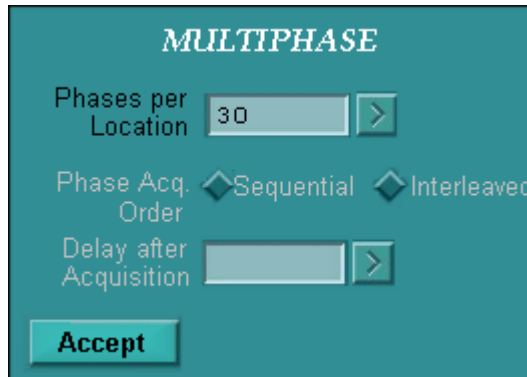 MULTIPHASE
Phases per
Location
30
>
Phase Acq.
Order
Sequential
Interleaved
Delay after
Acquisition
>
Accept